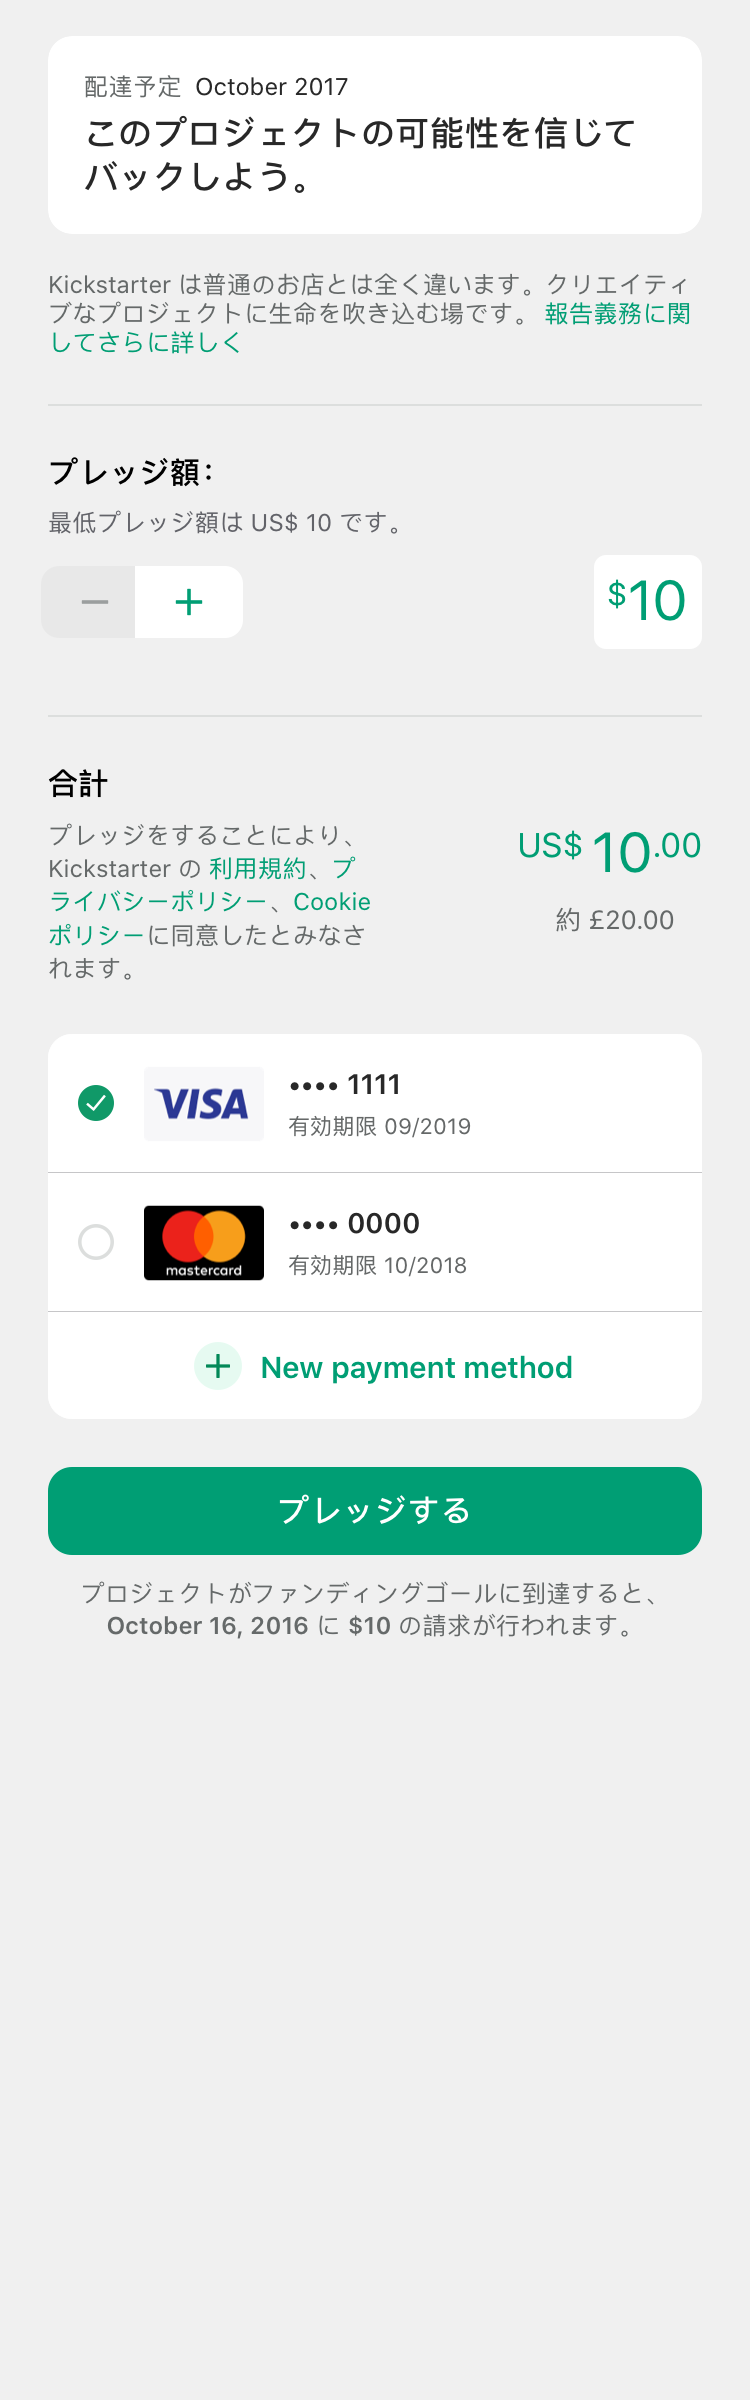 配達予定 October 2017
このプロジェクトの可能性を信じて
バックしよう。
Kickstarter は普通のお店とは全く違います。クリエイティ
ブなプロジェクトに生命を吹き込む場です。 報告義務に関
してさらに詳しく
プレッジ額：
最低プレッジ額は US$ 10 です。
$10
合計
プレッジをすることにより、
Kickstarter の 利用規約、プ
ライバシーポリシー、Cookie
ポリシーに同意したとみなさ
れます。
US$ 10.00
約 £20.00
VISA
•••• 1111
有効期限 09/2019
mastercard
•••• 0000
有効期限 10/2018
New payment method
プレッジする
プロジェクトがファンディングゴールに到達すると、
October 16, 2016 に $10 の請求が行われます。